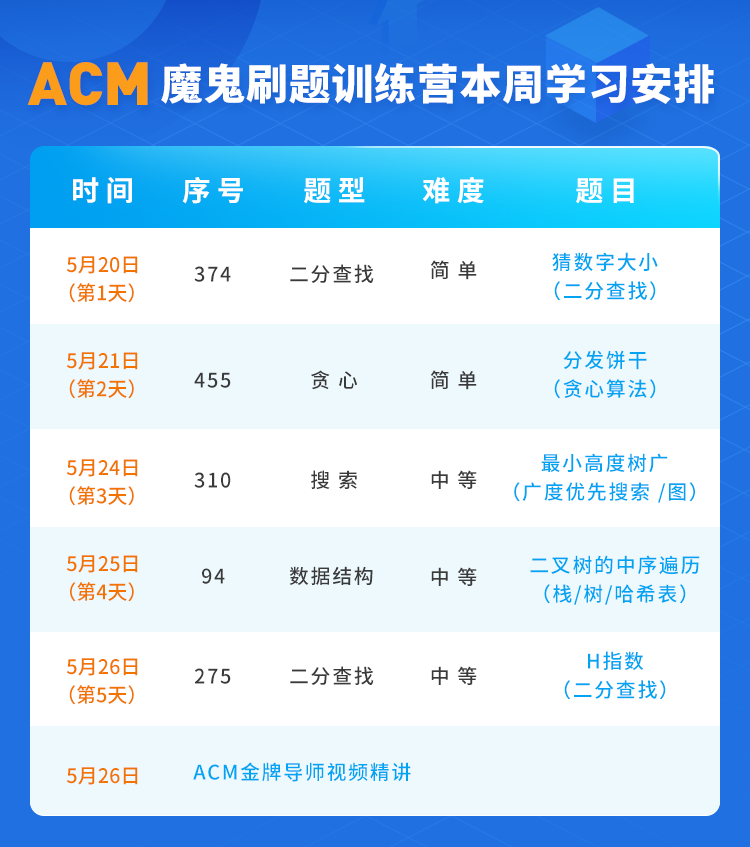 ACM 魔鬼刷题训练营本周学习安排
时间 序号 题型 难度 题目
5月20日
（第1天）
374
二分查找
简单
猜数字大小
（二分查找）
5月21日
（第2天）
455
贪心
简单
分发饼干
（贪心算法）
5月24日
（第3天）
310
搜索
中等
最小高度树广
（广度优先搜索 /图）
5月25日
（第4天）
94
数据结构
中等
二叉树的中序遍历
（栈/树/哈希表）
5月26日
（第5天）
275
二分查找
中等
H指数
（二分查找）
5月26日
ACM金牌导师视频精讲